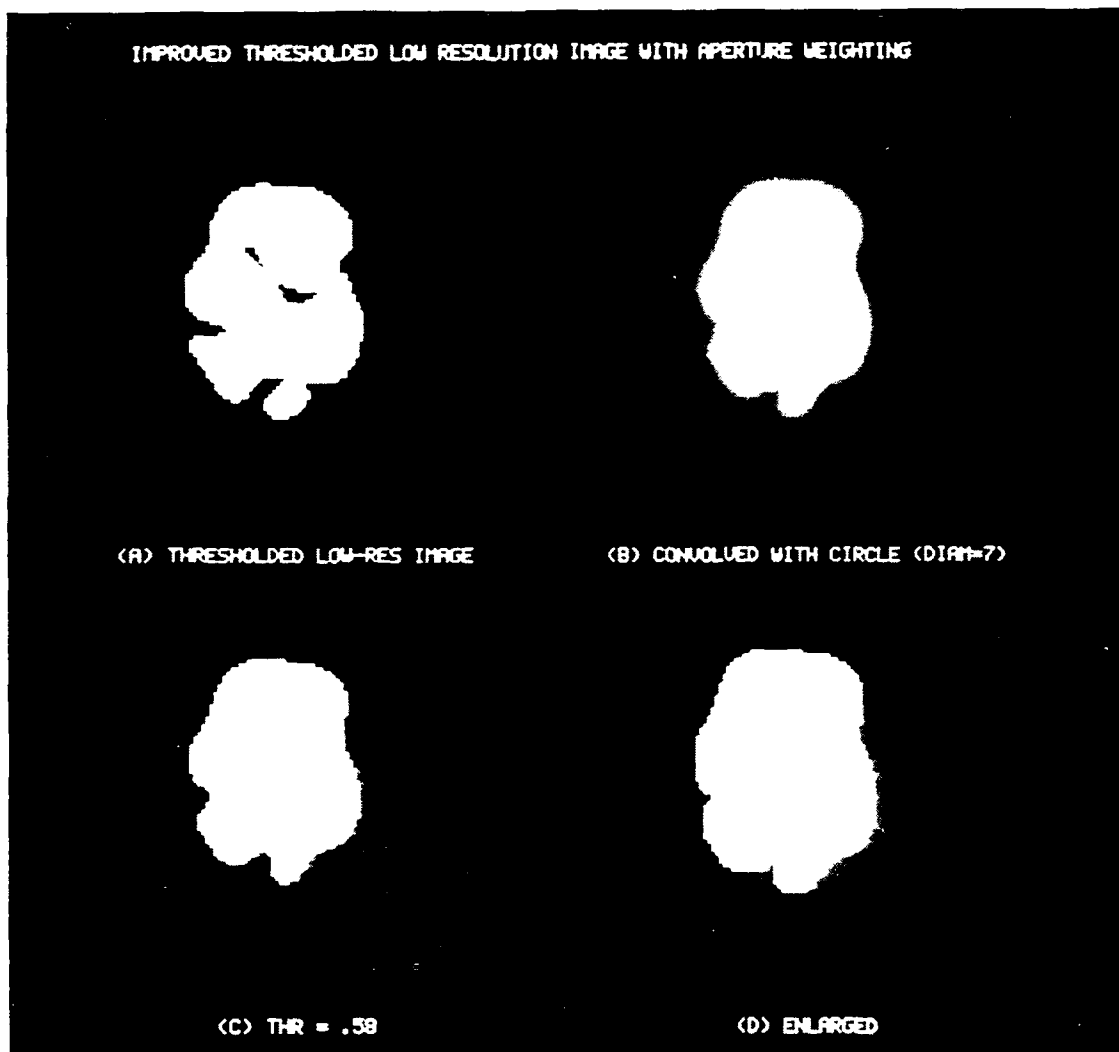 IMPROVED THRESHOLDED LOW RESOLUTION IMAGE WITH APERTURE WEIGHTING
(A) THRESHOLDED LOW-RES IMAGE
(B) CONVOLVED WITH CIRCLE (DIAM=7)
(C) THR = .58
(D) ENLARGED